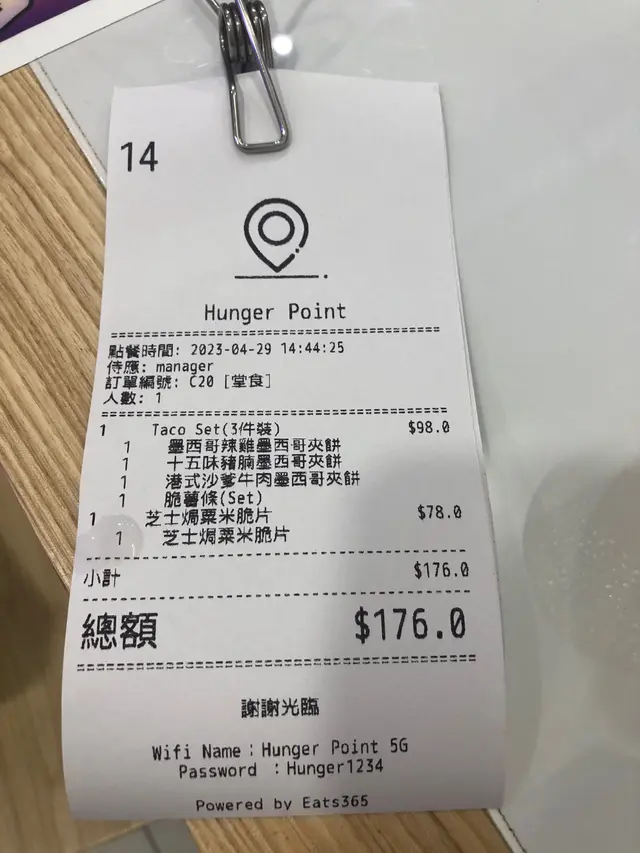 14
Hunger Point
點餐時間: 2023-04-29 14:44:25
侍應: manager
訂單編號: C20 [堂食]
人數: 1
1 Taco Set(3件裝) $98.0
1 墨西哥辣雞墨西哥夾餅
1 十五味豬腩墨西哥夾餅
1 港式沙爹牛肉墨西哥夾餅
1 脆薯條(Set)
1 芝士焗粟米脆片 $78.0
1 芝士焗粟米脆片
小計 $176.0
總額 $176.0
謝謝光臨
Wifi Name：Hunger Point 5G
Password ：Hunger1234
Powered by Eats365